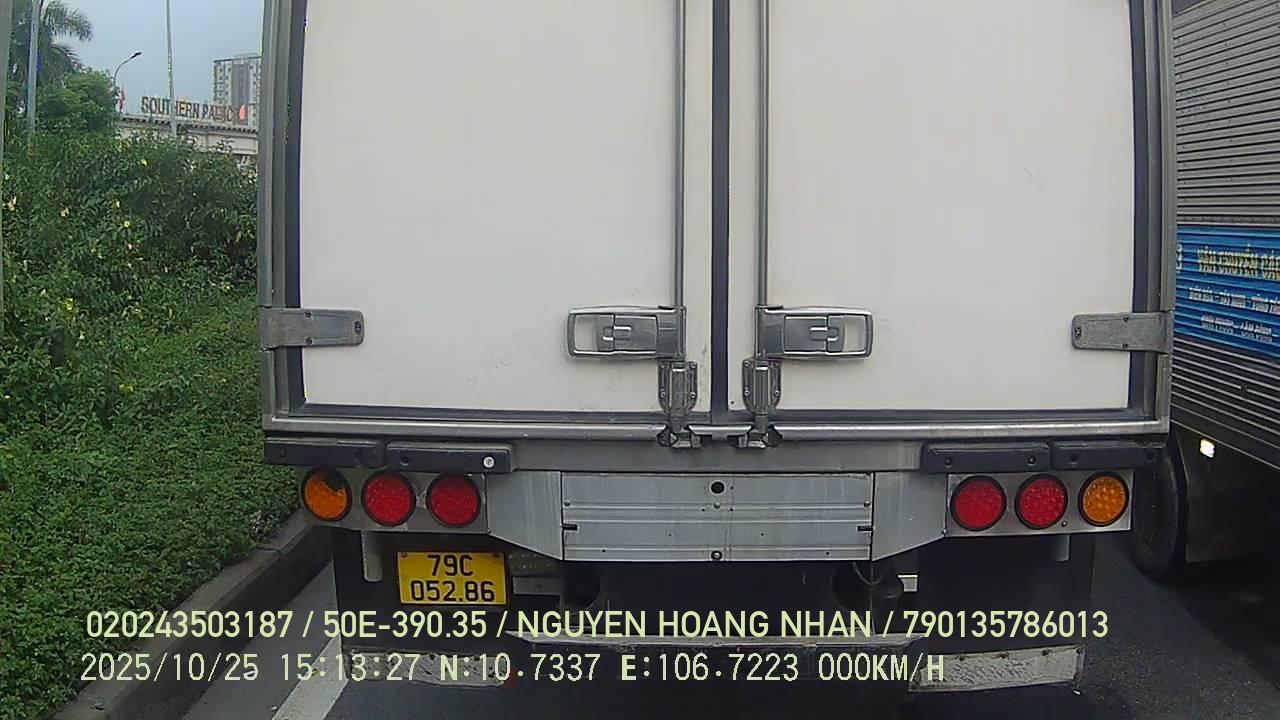 SOUTHERN PALACE
79C
052.86
020243503187 / 50E-390.35 / NGUYEN HOANG NHAN / 790135786013
2025/10/25 15:13:27 N:10.7337 E:106.7223 000KM/H